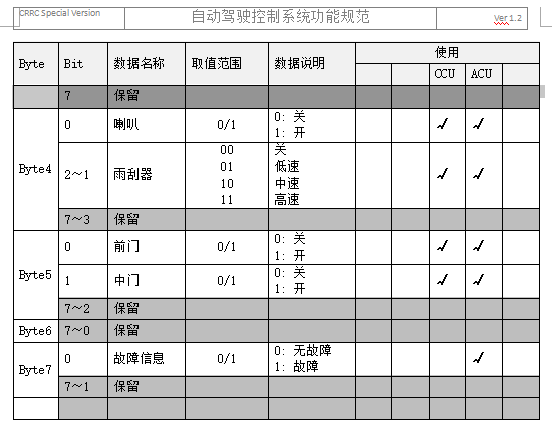 CRRC Special Version 自动驾驶控制系统功能规范 Ver 1.2
Byte Bit 数据名称 取值范围 数据说明 使用
CCU ACU
7 保留
Byte4 0 喇叭 0/1 0: 关 ✓ ✓
1: 开
2~1 雨刮器 00 关 ✓ ✓
01 低速
10 中速
11 高速
7~3 保留
Byte5 0 前门 0/1 0: 关 ✓ ✓
1: 开
1 中门 0/1 0: 关 ✓ ✓
1: 开
7~2 保留
Byte6 7~0 保留
Byte7 0 故障信息 0/1 0: 无故障 ✓
1: 故障
7~1 保留